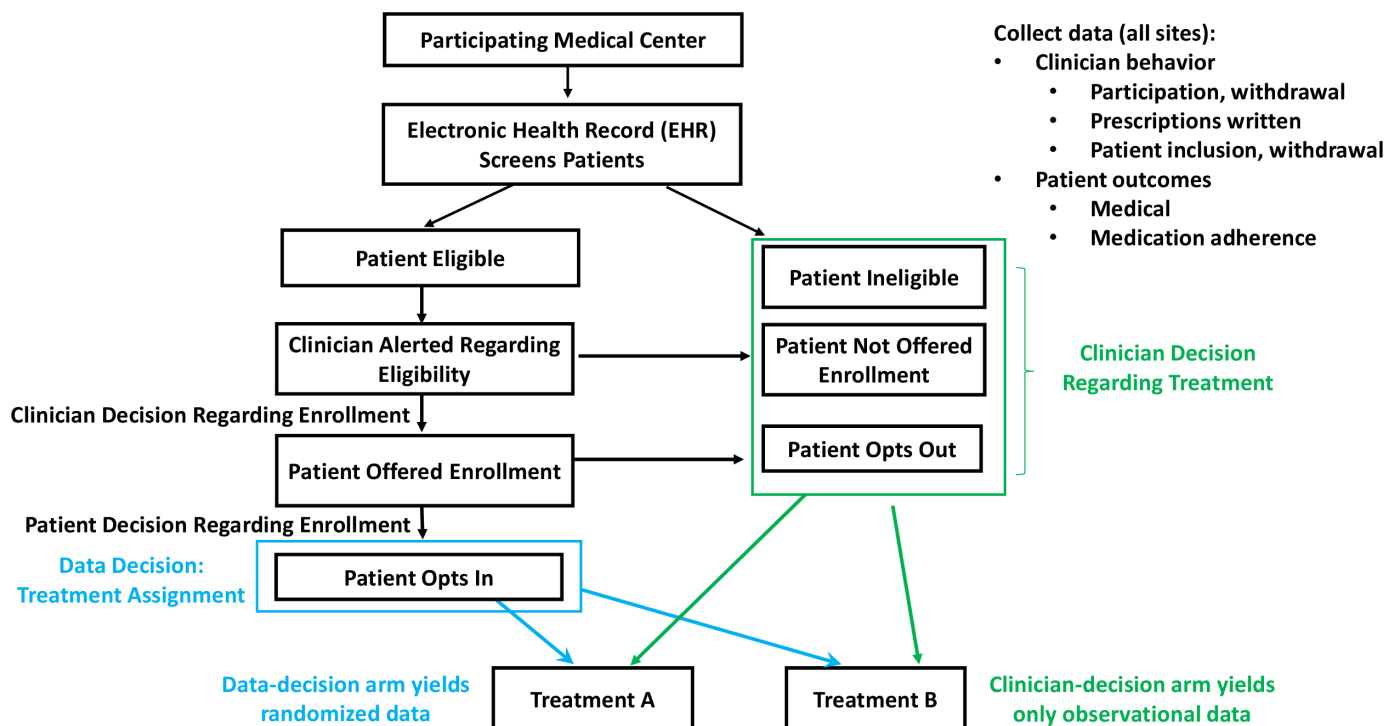 Participating Medical Center
Electronic Health Record (EHR)
Screens Patients
Collect data (all sites):
• Clinician behavior
• Participation, withdrawal
• Prescriptions written
• Patient inclusion, withdrawal
• Patient outcomes
• Medical
• Medication adherence
Patient Eligible
Patient Ineligible
Clinician Alerted Regarding
Eligibility
Patient Not Offered
Enrollment
Clinician Decision
Regarding Treatment
Clinician Decision Regarding Enrollment
Patient Offered Enrollment
Patient Opts Out
Patient Decision Regarding Enrollment
Data Decision:
Treatment Assignment
Patient Opts In
Data-decision arm yields
randomized data
Treatment A
Treatment B
Clinician-decision arm yields
only observational data